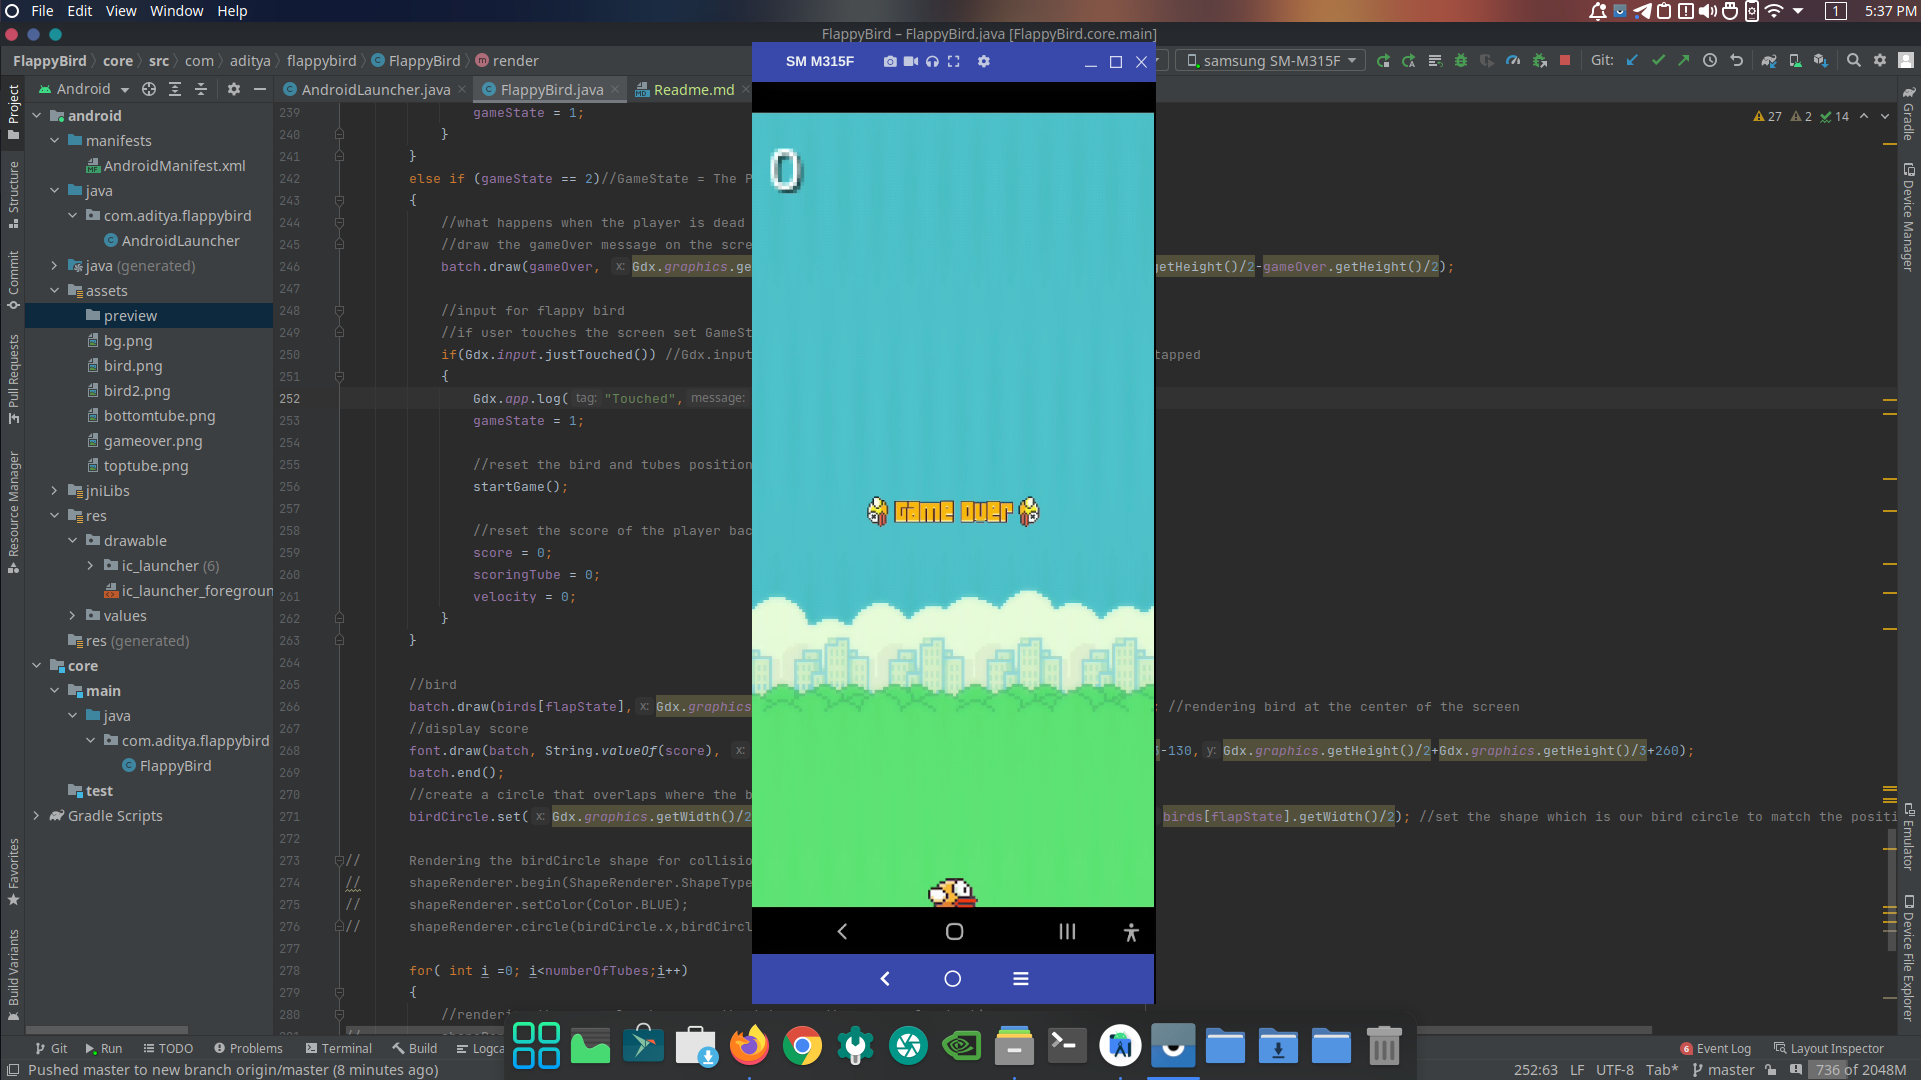 File Edit View Window Help
1 5:37 PM
FlappyBird – FlappyBird.java [FlappyBird.core.main]
FlappyBird core src com aditya flappybird FlappyBird render
samsung SM-M315F Git:
SM M315F
Project
Android
AndroidLauncher.java FlappyBird.java Readme.md
27 2 14
android
manifests
AndroidManifest.xml
java
com.aditya.flappybird
AndroidLauncher
java (generated)
assets
preview
bg.png
bird.png
bird2.png
bottomtube.png
gameover.png
toptube.png
jniLibs
res
drawable
ic_launcher (6)
ic_launcher_foregroun
values
res (generated)
core
main
java
com.aditya.flappybird
FlappyBird
test
Gradle Scripts
Structure
Commit
Pull Requests
Resource Manager
Favorites
Build Variants
239 gameState = 1;
240 }
241 }
242 else if (gameState == 2)//GameState = The P
243 {
244 //what happens when the player is dead
245 //draw the gameOver message on the scre
246 batch.draw(gameOver, x: Gdx.graphics.ge etHeight()/2-gameOver.getHeight()/2);
247
248 //input for flappy bird
249 //if user touches the screen set GameSt
250 if(Gdx.input.justTouched()) //Gdx.input tapped
251 {
252 Gdx.app.log( tag: "Touched", message:
253 gameState = 1;
254
255 //reset the bird and tubes position
256 startGame();
257
258 //reset the score of the player bac
259 score = 0;
260 scoringTube = 0;
261 velocity = 0;
262 }
263 }
264
265 //bird
266 batch.draw(birds[flapState], x: Gdx.graphics ; //rendering bird at the center of the screen
267 //display score
268 font.draw(batch, String.valueOf(score), x: -130, y: Gdx.graphics.getHeight()/2+Gdx.graphics.getHeight()/3+260);
269 batch.end();
270 //create a circle that overlaps where the b
271 birdCircle.set( x: Gdx.graphics.getWidth()/2 birds[flapState].getWidth()/2); //set the shape which is our bird circle to match the positi
272
273 // Rendering the birdCircle shape for collisio
274 // shapeRenderer.begin(ShapeRenderer.ShapeType
275 // shapeRenderer.setColor(Color.BLUE);
276 // shapeRenderer.circle(birdCircle.x,birdCircl
277
278 for( int i =0; i<numberOfTubes;i++)
279 {
280
0
Game Over
Gradle
Device Manager
Emulator
Device File Explorer
Git Run TODO Problems Terminal Build Logca
6 Event Log Layout Inspector
Pushed master to new branch origin/master (8 minutes ago)
252:63 LF UTF-8 Tab* master 736 of 2048M